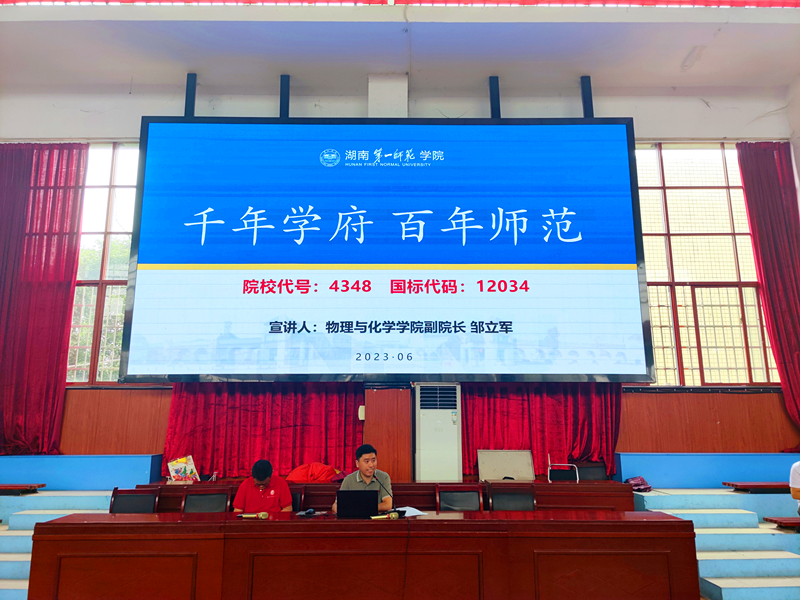 湖南第一师范学院
HUNAN FIRST NORMAL UNIVERSITY
千年学府 百年师范
院校代号：4348 国标代码：12034
宣讲人：物理与化学学院副院长 邹立军
2023·06